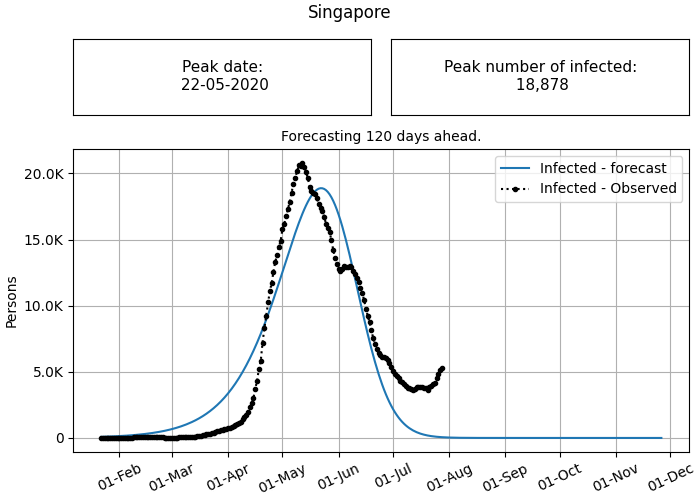 Singapore
Peak date:
22-05-2020
Peak number of infected:
18,878
Forecasting 120 days ahead.
Infected - forecast
Infected - Observed
Persons
20.0K
15.0K
10.0K
5.0K
0
01-Feb
01-Mar
01-Apr
01-May
01-Jun
01-Jul
01-Aug
01-Sep
01-Oct
01-Nov
01-Dec